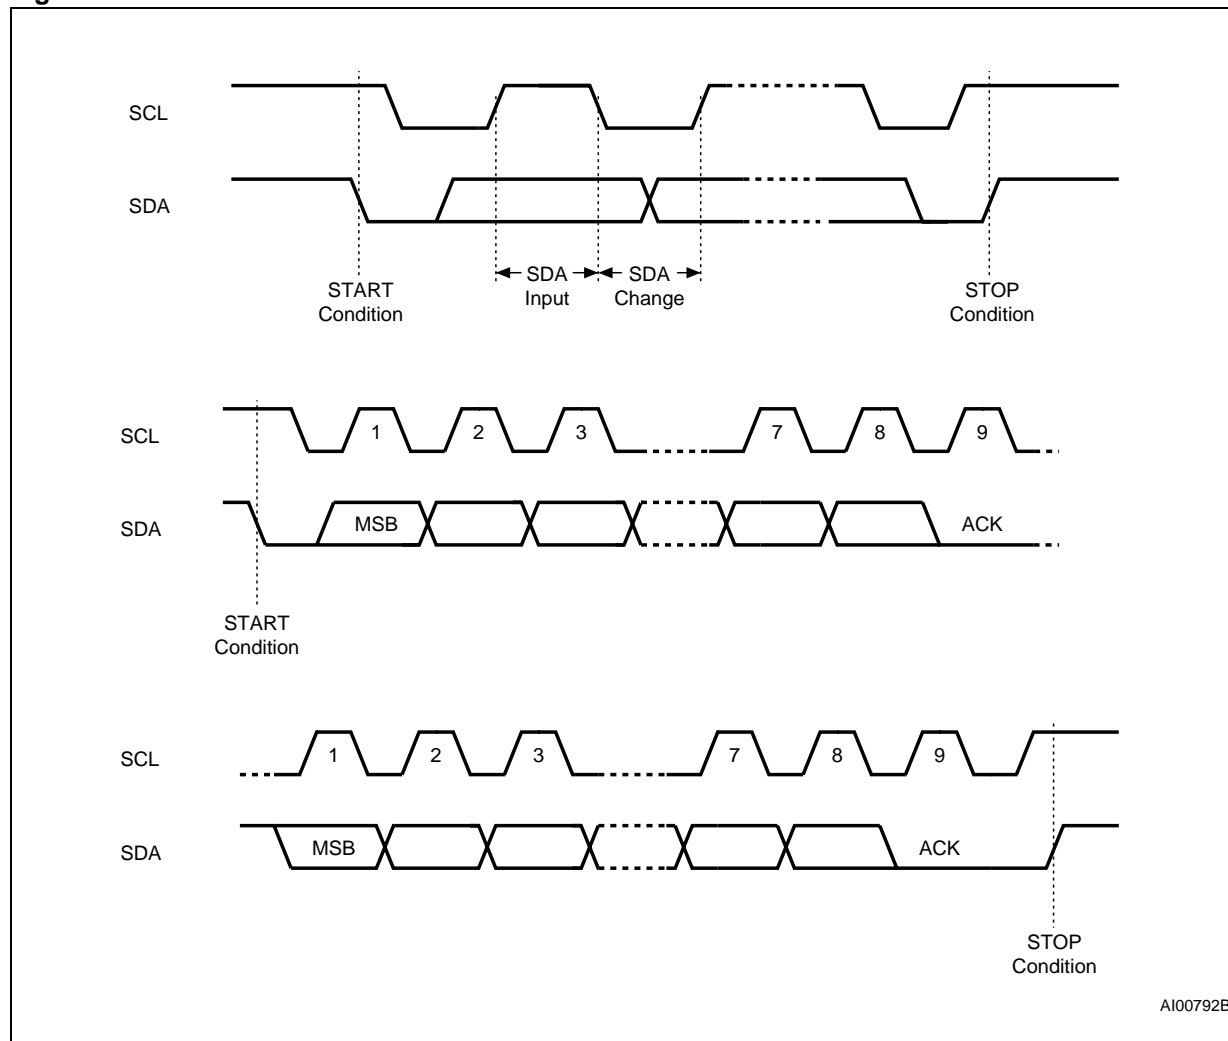 SCL
SDA
START
Condition
SDA
Input
SDA
Change
STOP
Condition
SCL
1 2 3 7 8 9
SDA
MSB ACK
START
Condition
SCL
1 2 3 7 8 9
SDA
MSB ACK
STOP
Condition
AI00792B